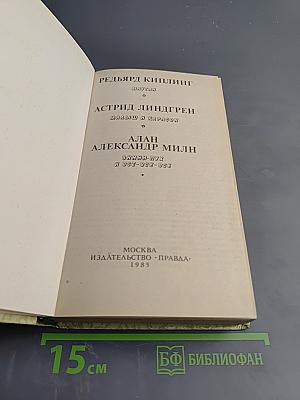 РЕДЬЯРД КИПЛИНГ
МАУГЛИ
АСТРИД ЛИНДГРЕН
МАЛЫШ И КАРЛСОН
АЛАН
АЛЕКСАНДР МИЛН
ВИННИ-ПУХ
И ВСЕ-ВСЕ-ВСЕ
МОСКВА
ИЗДАТЕЛЬСТВО «ПРАВДА»
1985
15 см
БФ БИБЛИОФАН